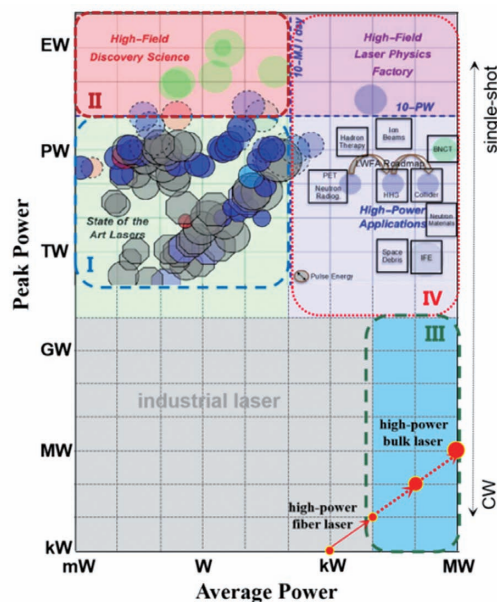 EW
High-Field
Discovery Science
10-MJ / day
High-Field
Laser Physics
Factory
single-shot
II
10-PW
PW
Hadron
Therapy
Ion
Beams
BNCT
LWFA Roadmap
PET
Neutron
Radiog.
HHG
Collider
State of the
Art Lasers
High-Power
Applications
Neutron
Materials
Peak Power
TW
I
Space
Debris
IFE
Pulse Energy
IV
III
GW
industrial laser
high-power
bulk laser
MW
high-power
fiber laser
CW
kW
mW
W
kW
MW
Average Power